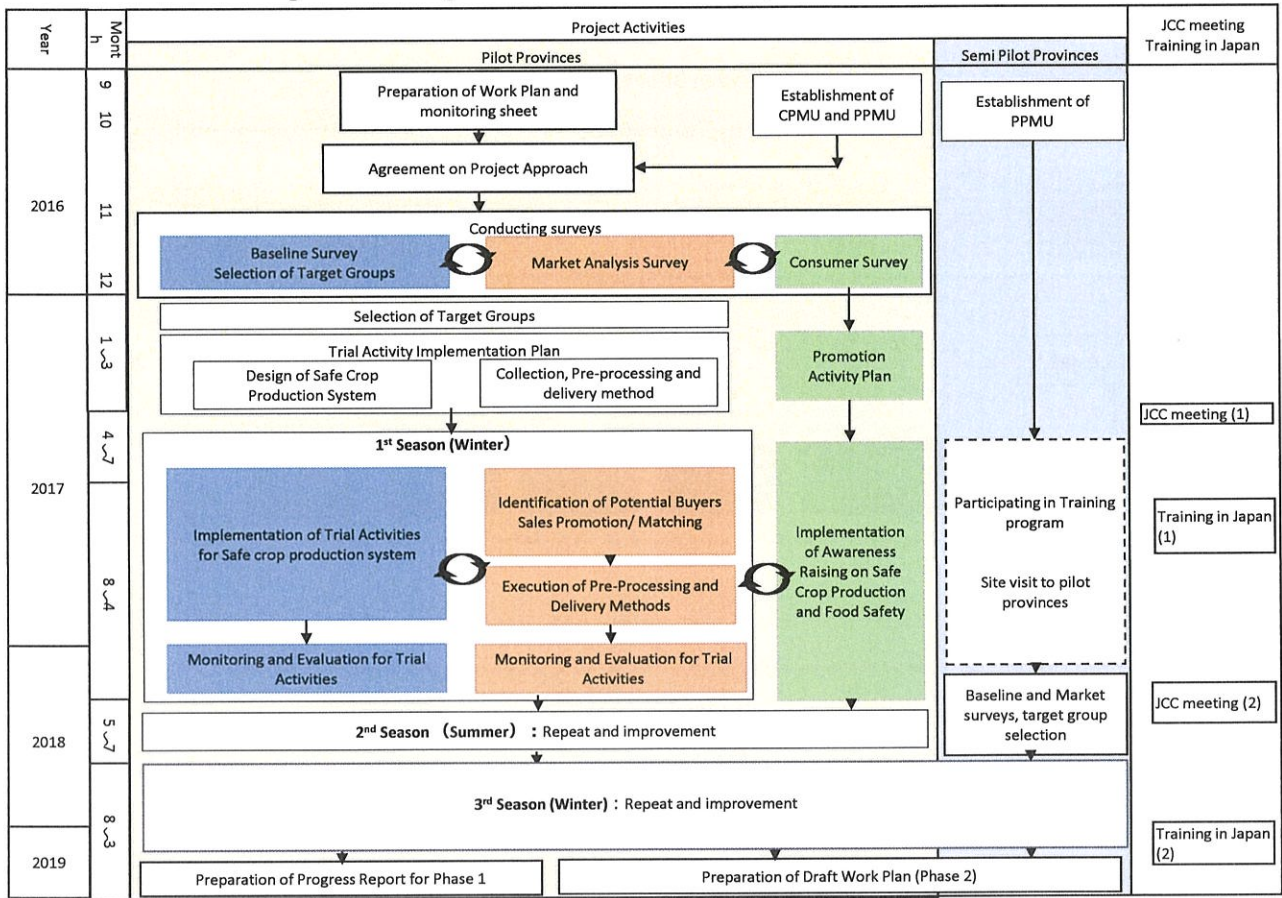 Year
Mont
h
Project Activities
JCC meeting
Training in Japan
Pilot Provinces
Semi Pilot Provinces
2016
9
10
11
12
Preparation of Work Plan and
monitoring sheet
Establishment of
CPMU and PPMU
Establishment of
PPMU
Agreement on Project Approach
Conducting surveys
Baseline Survey
Selection of Target Groups
Market Analysis Survey
Consumer Survey
2017
1~3
Selection of Target Groups
Trial Activity Implementation Plan
Design of Safe Crop
Production System
Collection, Pre-processing and
delivery method
Promotion
Activity Plan
JCC meeting (1)
4~7
1st Season (Winter)
8~4
Implementation of Trial Activities
for Safe crop production system
Identification of Potential Buyers
Sales Promotion/ Matching
Execution of Pre-Processing and
Delivery Methods
Implementation
of Awareness
Raising on Safe
Crop Production
and Food Safety
Participating in Training
program
Site visit to pilot
provinces
Training in Japan
(1)
Monitoring and Evaluation for Trial
Activities
Monitoring and Evaluation for Trial
Activities
2018
5~7
2nd Season (Summer) : Repeat and improvement
Baseline and Market
surveys, target group
selection
JCC meeting (2)
8~3
3rd Season (Winter) : Repeat and improvement
2019
Training in Japan
(2)
Preparation of Progress Report for Phase 1
Preparation of Draft Work Plan (Phase 2)